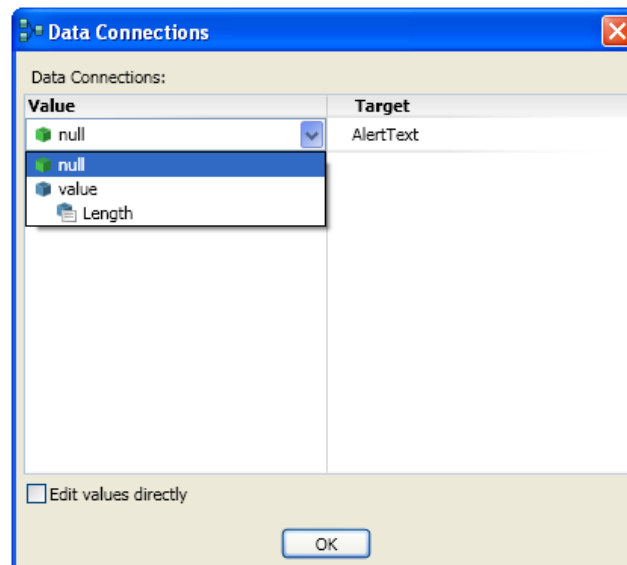 Data Connections
Data Connections:
Value Target
null AlertText
null
value
Length
Edit values directly
OK